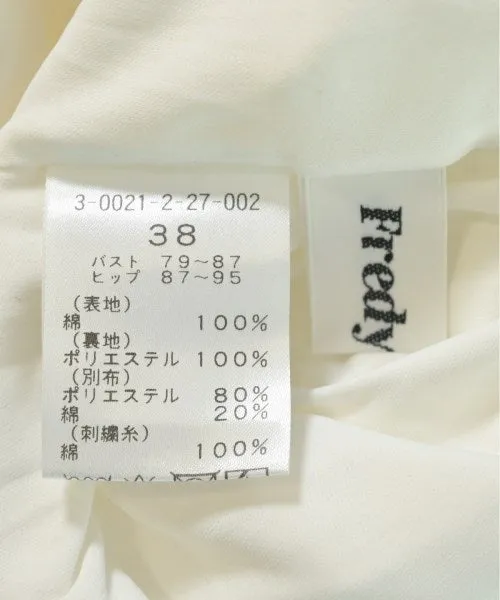 3-0021-2-27-002
38
バスト 79～87
ヒップ 87～95
(表地)
綿 100%
(裏地)
ポリエステル 100%
(別布)
ポリエステル 80%
綿 20%
(刺繍糸)
綿 100%
Fredy